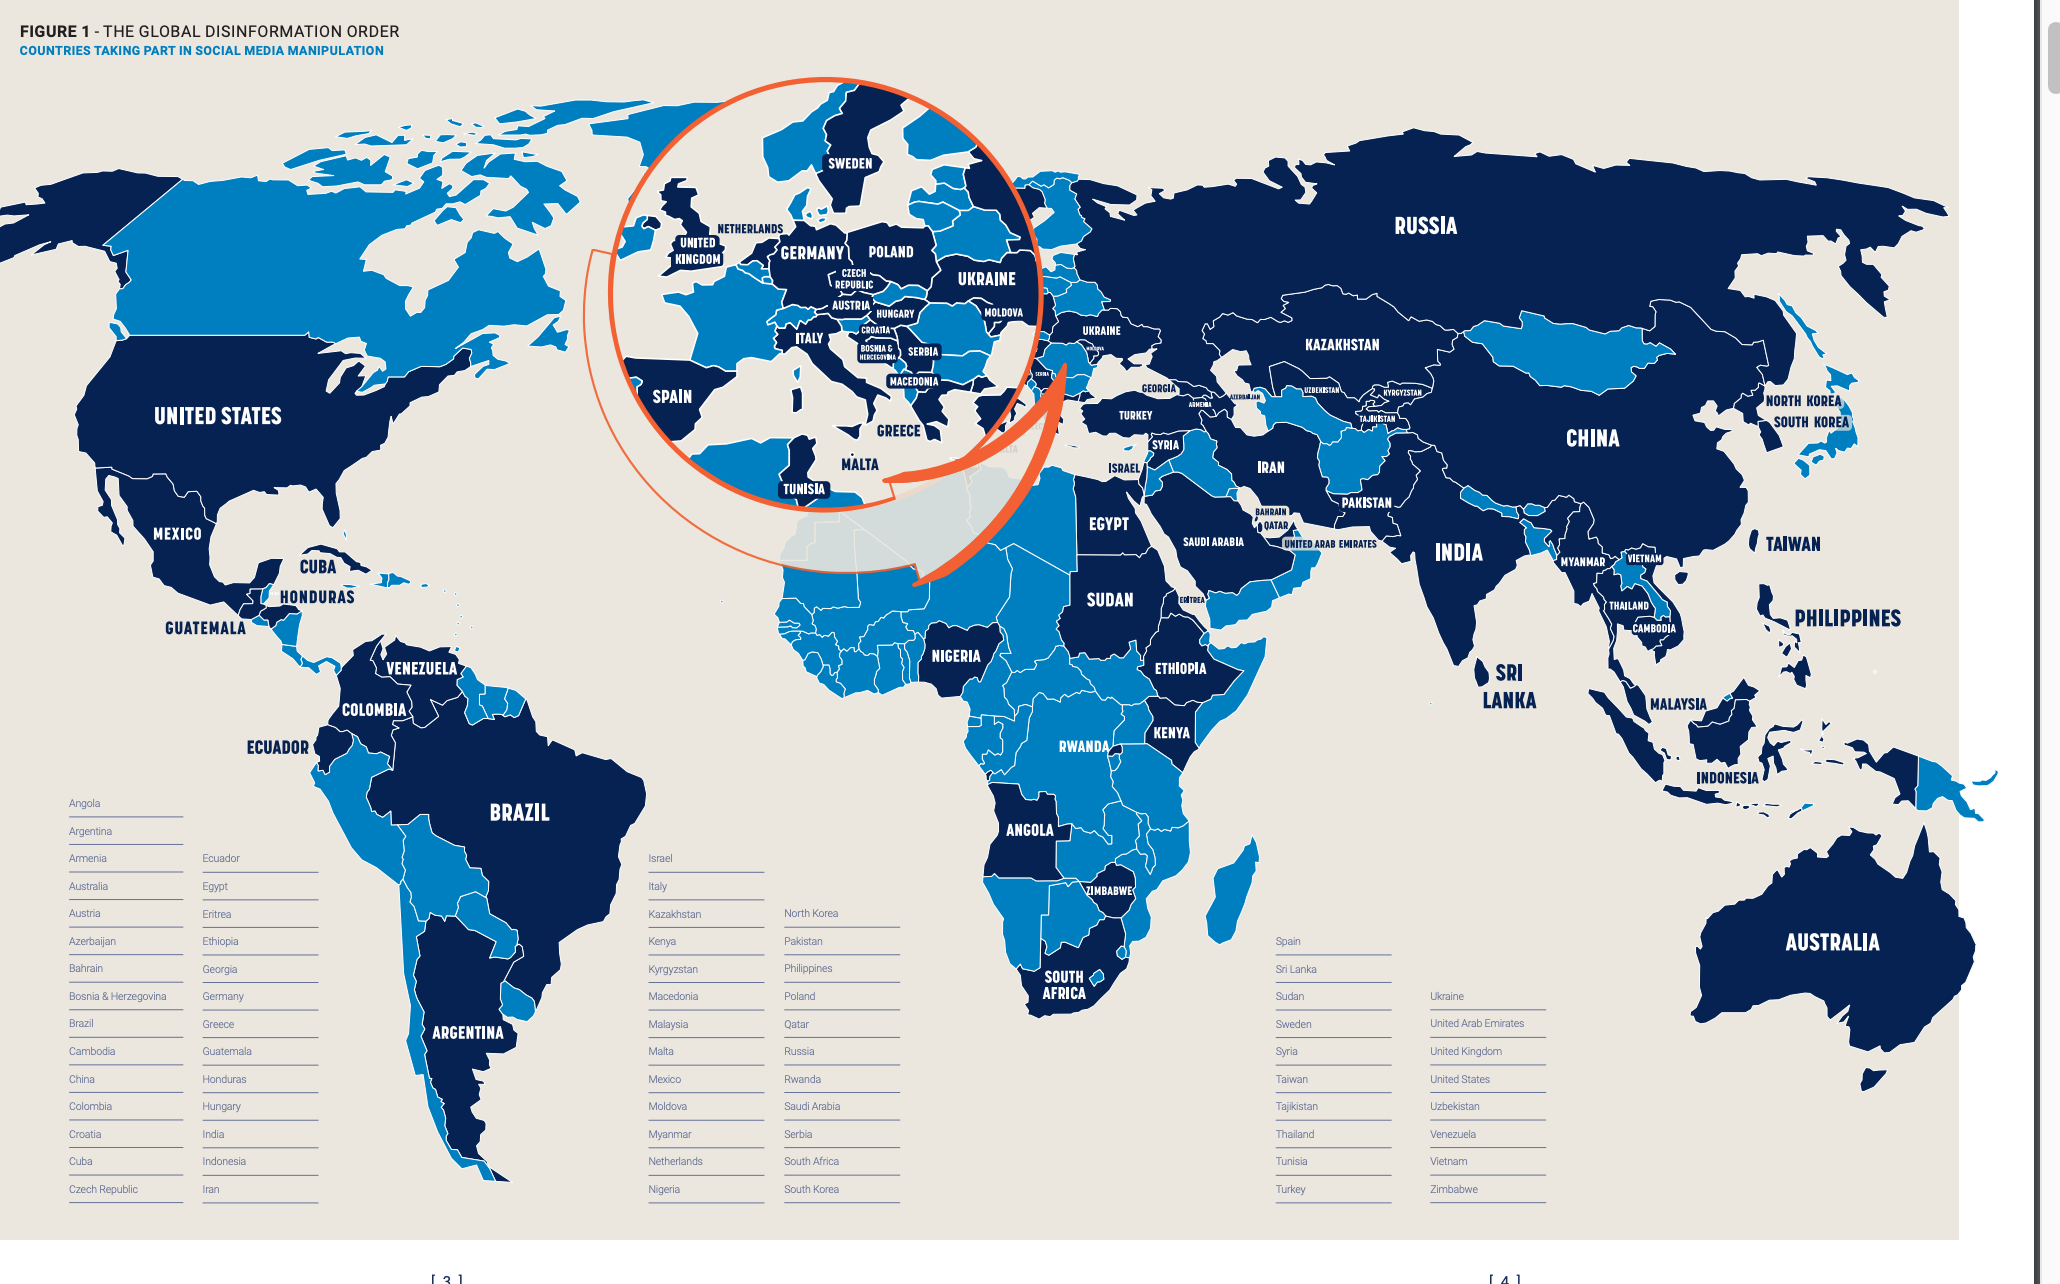 FIGURE 1 - THE GLOBAL DISINFORMATION ORDER
COUNTRIES TAKING PART IN SOCIAL MEDIA MANIPULATION
SWEDEN
NETHERLANDS
UNITED
KINGDOM
GERMANY
POLAND
CZECH
REPUBLIC
UKRAINE
AUSTRIA
HUNGARY
MOLDOVA
CROATIA
ITALY
BOSNIA &
HERZEGOVINA
SERBIA
MACEDONIA
SPAIN
GREECE
MALTA
TUNISIA
RUSSIA
UKRAINE
MOLDOVA
SERBIA
KAZAKHSTAN
GEORGIA
ARMENIA
AZERBAIJAN
UZBEKISTAN
KYRGYZSTAN
TAJIKISTAN
TURKEY
SYRIA
ISRAEL
IRAN
PAKISTAN
BAHRAIN
QATAR
UNITED ARAB EMIRATES
SAUDI ARABIA
EGYPT
SUDAN
ERITREA
ETHIOPIA
NIGERIA
KENYA
RWANDA
ANGOLA
ZIMBABWE
SOUTH
AFRICA
CHINA
NORTH KOREA
SOUTH KOREA
TAIWAN
INDIA
MYANMAR
VIETNAM
THAILAND
CAMBODIA
PHILIPPINES
SRI
LANKA
MALAYSIA
INDONESIA
AUSTRALIA
UNITED STATES
MEXICO
CUBA
HONDURAS
GUATEMALA
VENEZUELA
COLOMBIA
ECUADOR
BRAZIL
ARGENTINA
Angola
Argentina
Armenia
Australia
Austria
Azerbaijan
Bahrain
Bosnia & Herzegovina
Brazil
Cambodia
China
Colombia
Croatia
Cuba
Czech Republic
Ecuador
Egypt
Eritrea
Ethiopia
Georgia
Germany
Greece
Guatemala
Honduras
Hungary
India
Indonesia
Iran
Israel
Italy
Kazakhstan
Kenya
Kyrgyzstan
Macedonia
Malaysia
Malta
Mexico
Moldova
Myanmar
Netherlands
Nigeria
North Korea
Pakistan
Philippines
Poland
Qatar
Russia
Rwanda
Saudi Arabia
Serbia
South Africa
South Korea
Spain
Sri Lanka
Sudan
Sweden
Syria
Taiwan
Tajikistan
Thailand
Tunisia
Turkey
Ukraine
United Arab Emirates
United Kingdom
United States
Uzbekistan
Venezuela
Vietnam
Zimbabwe
[ 3 ]
[ 4 ]